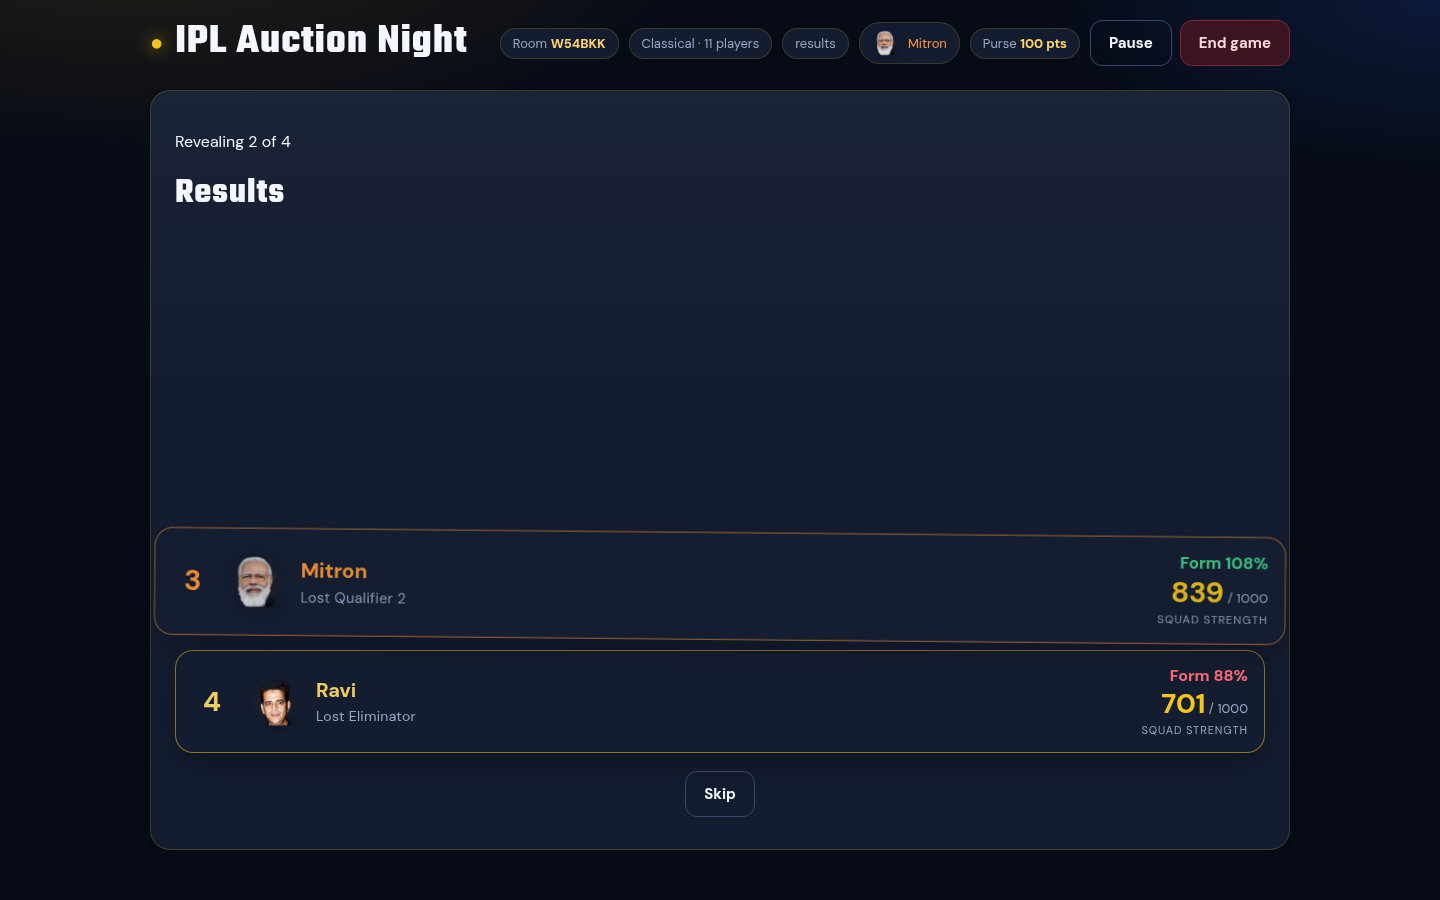 IPL Auction Night
Room W54BKK
Classical · 11 players
results
Mitron
Purse 100 pts
Pause
End game
Revealing 2 of 4
Results
3
Mitron
Lost Qualifier 2
Form 108%
839 / 1000
SQUAD STRENGTH
4
Ravi
Lost Eliminator
Form 88%
701 / 1000
SQUAD STRENGTH
Skip